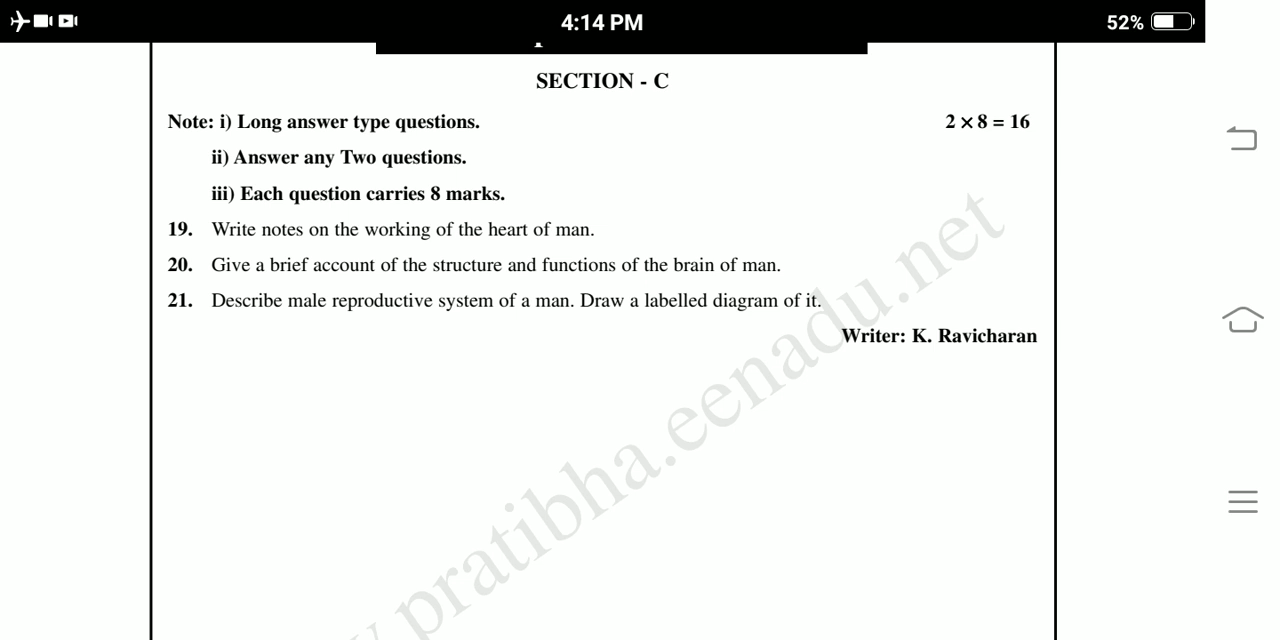 4:14 PM
52%
SECTION - C
Note: i) Long answer type questions. 2 × 8 = 16
ii) Answer any Two questions.
iii) Each question carries 8 marks.
19. Write notes on the working of the heart of man.
20. Give a brief account of the structure and functions of the brain of man.
21. Describe male reproductive system of a man. Draw a labelled diagram of it.
Writer: K. Ravicharan
.pratibha.eenadu.net